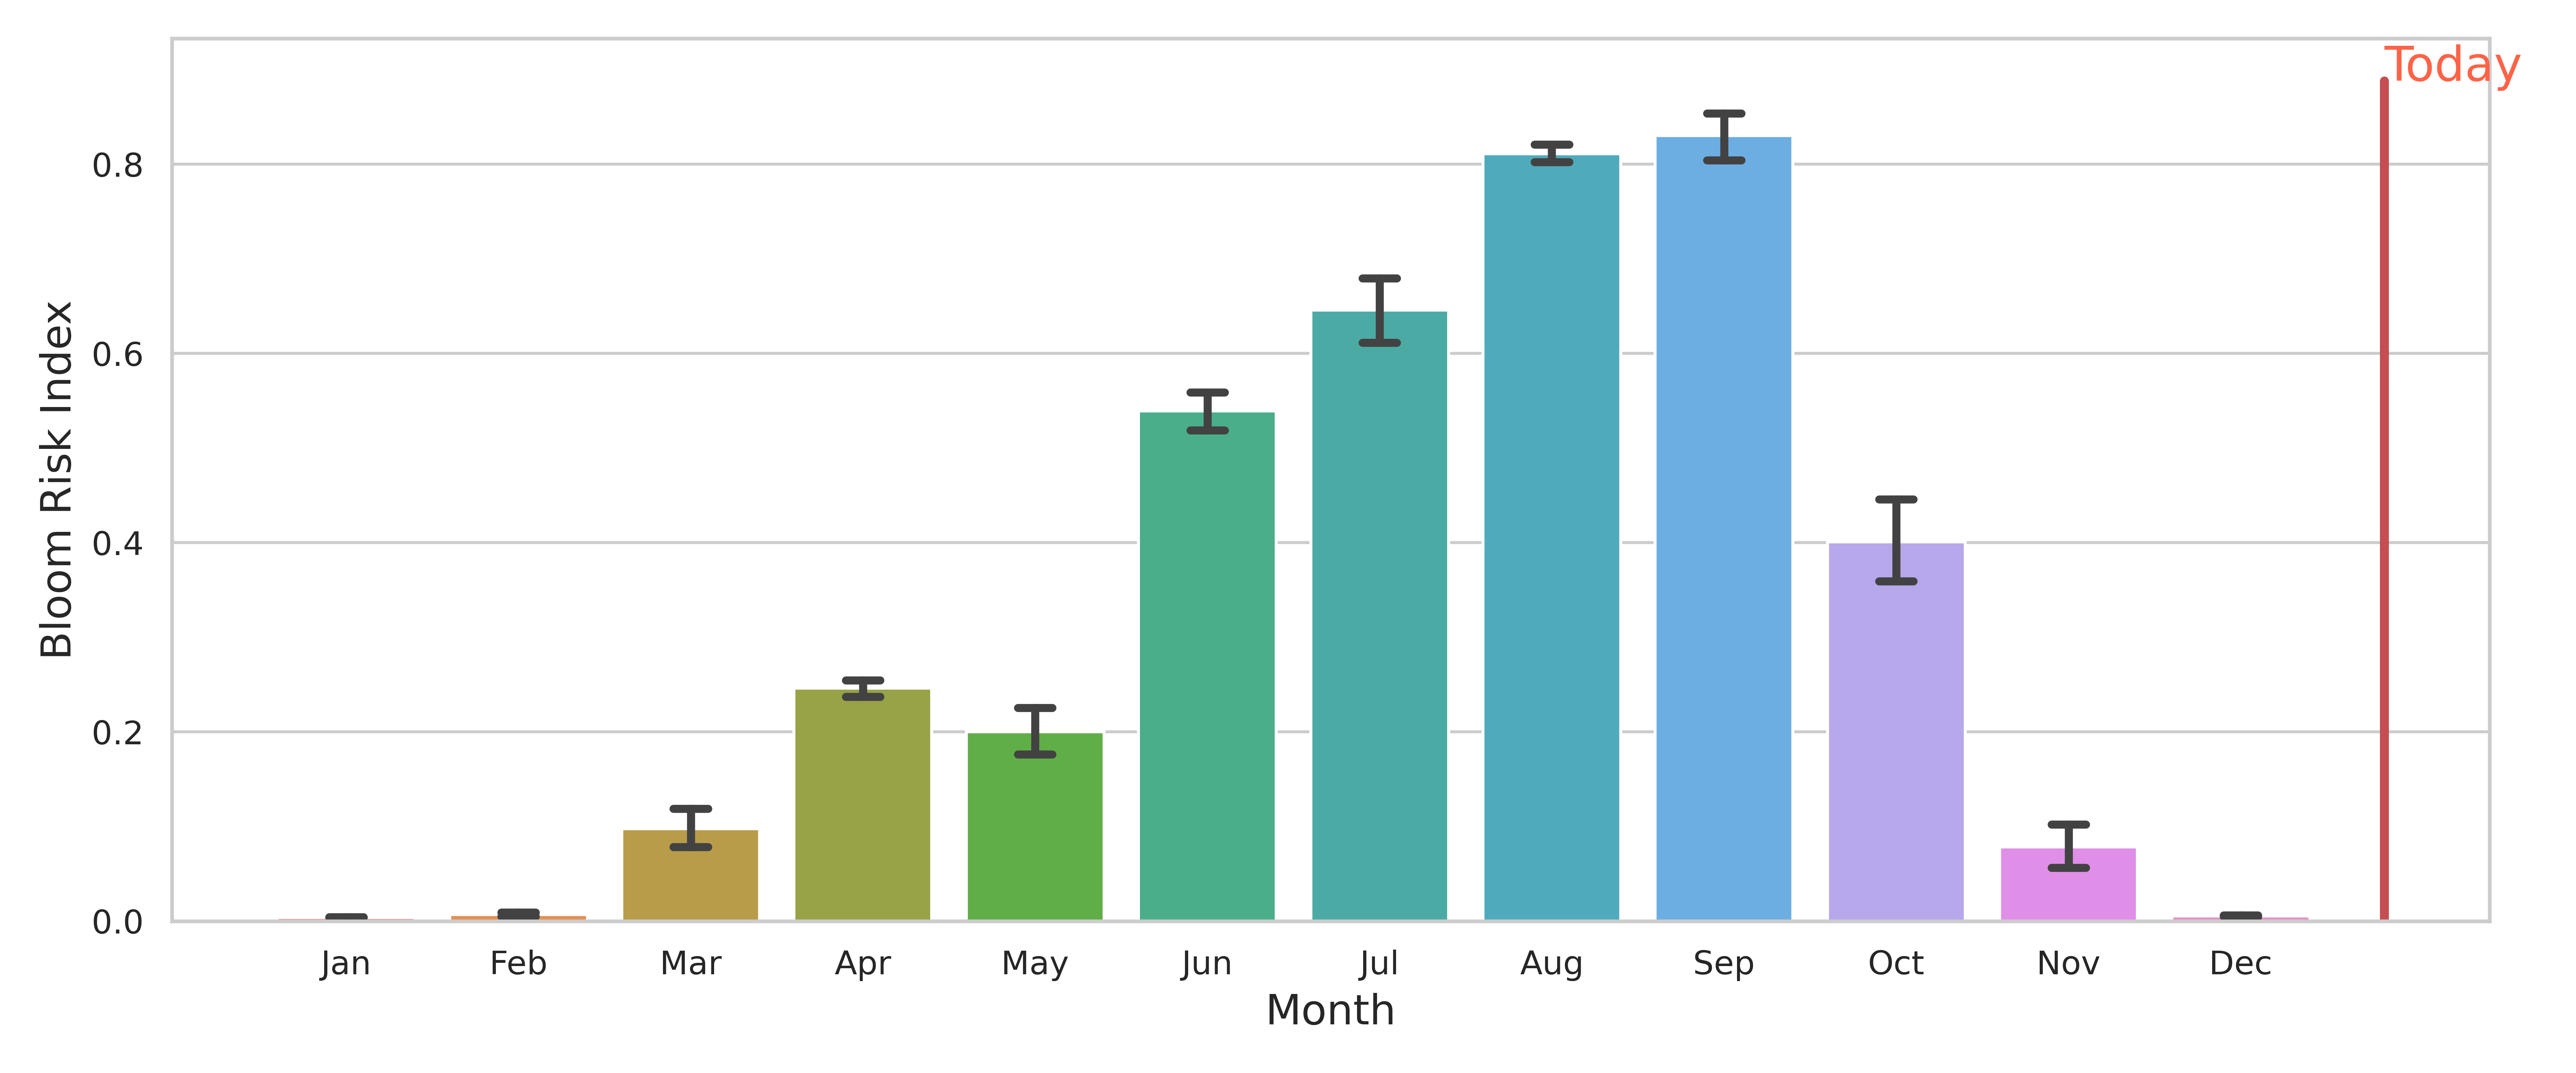 Today
Bloom Risk Index
0.8
0.6
0.4
0.2
0.0
Jan Feb Mar Apr May Jun Jul Aug Sep Oct Nov Dec
Month